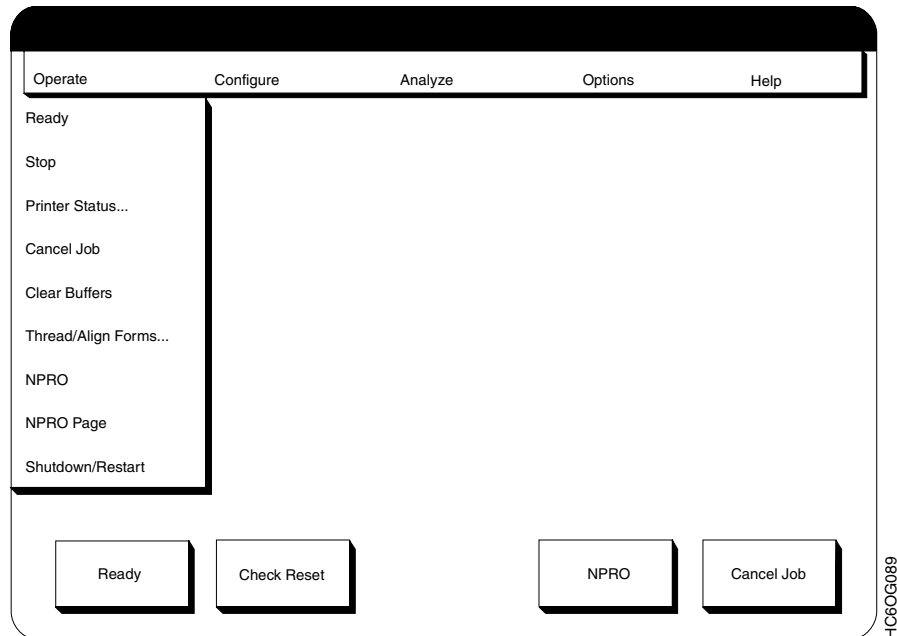 Operate Configure Analyze Options Help
Ready
Stop
Printer Status...
Cancel Job
Clear Buffers
Thread/Align Forms...
NPRO
NPRO Page
Shutdown/Restart
Ready Check Reset NPRO Cancel Job
HC6OG089